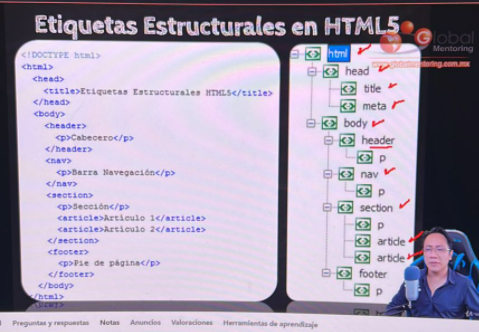 Etiquetas Estructurales en HTML5
Global
Mentoring
www.globalmentoring.com.mx
<!DOCTYPE html>
<html>
<head>
<title>Etiquetas Estructurales HTML5</title>
</head>
<body>
<header>
<p>Cabecero</p>
</header>
<nav>
<p>Barra Navegación</p>
</nav>
<section>
<p>Sección</p>
<article>Articulo 1</article>
<article>Articulo 2</article>
</section>
<footer>
<p>Pie de página</p>
</footer>
</body>
</html>
html
head
title
meta
body
header
p
nav
p
section
p
article
article
footer
p
Preguntas y respuestas
Notas
Anuncios
Valoraciones
Herramientas de aprendizaje